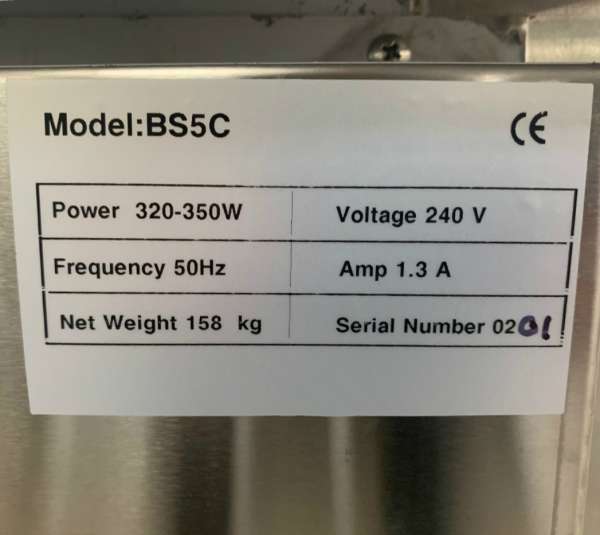 Model:BS5C CE
Power 320-350W Voltage 240 V
Frequency 50Hz Amp 1.3 A
Net Weight 158 kg Serial Number 0201